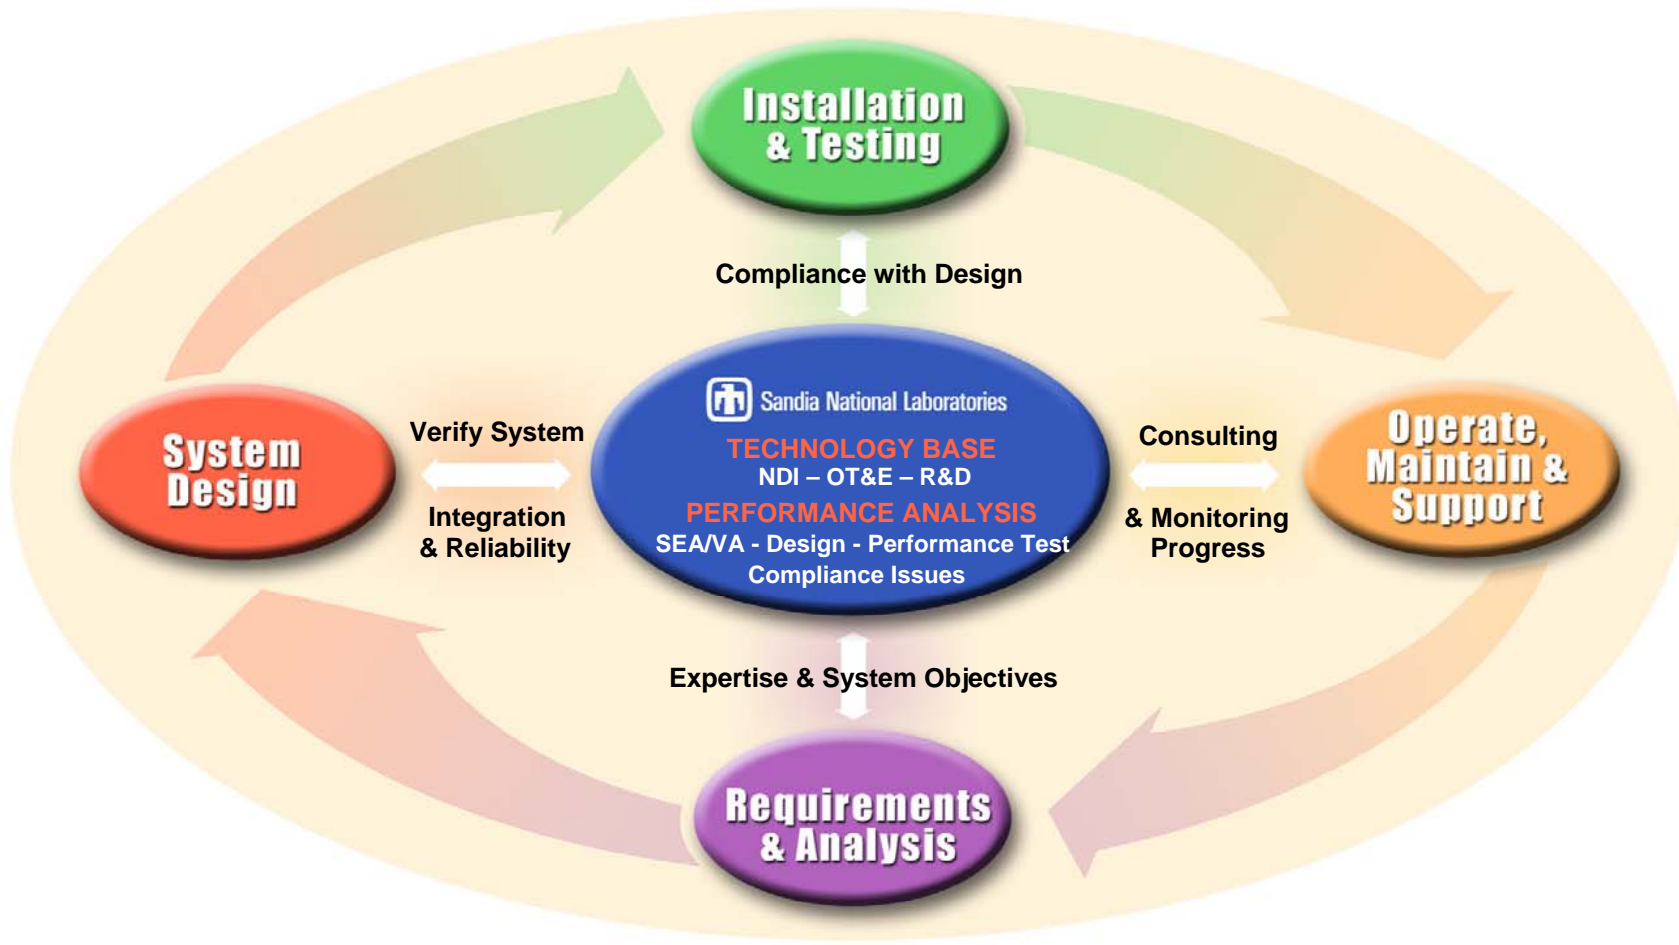 Installation
& Testing
Compliance with Design
Sandia National Laboratories
TECHNOLOGY BASE
NDI – OT&E – R&D
PERFORMANCE ANALYSIS
SEA/VA - Design - Performance Test
Compliance Issues
System
Design
Verify System
Integration
& Reliability
Consulting
& Monitoring
Progress
Operate,
Maintain &
Support
Expertise & System Objectives
Requirements
& Analysis